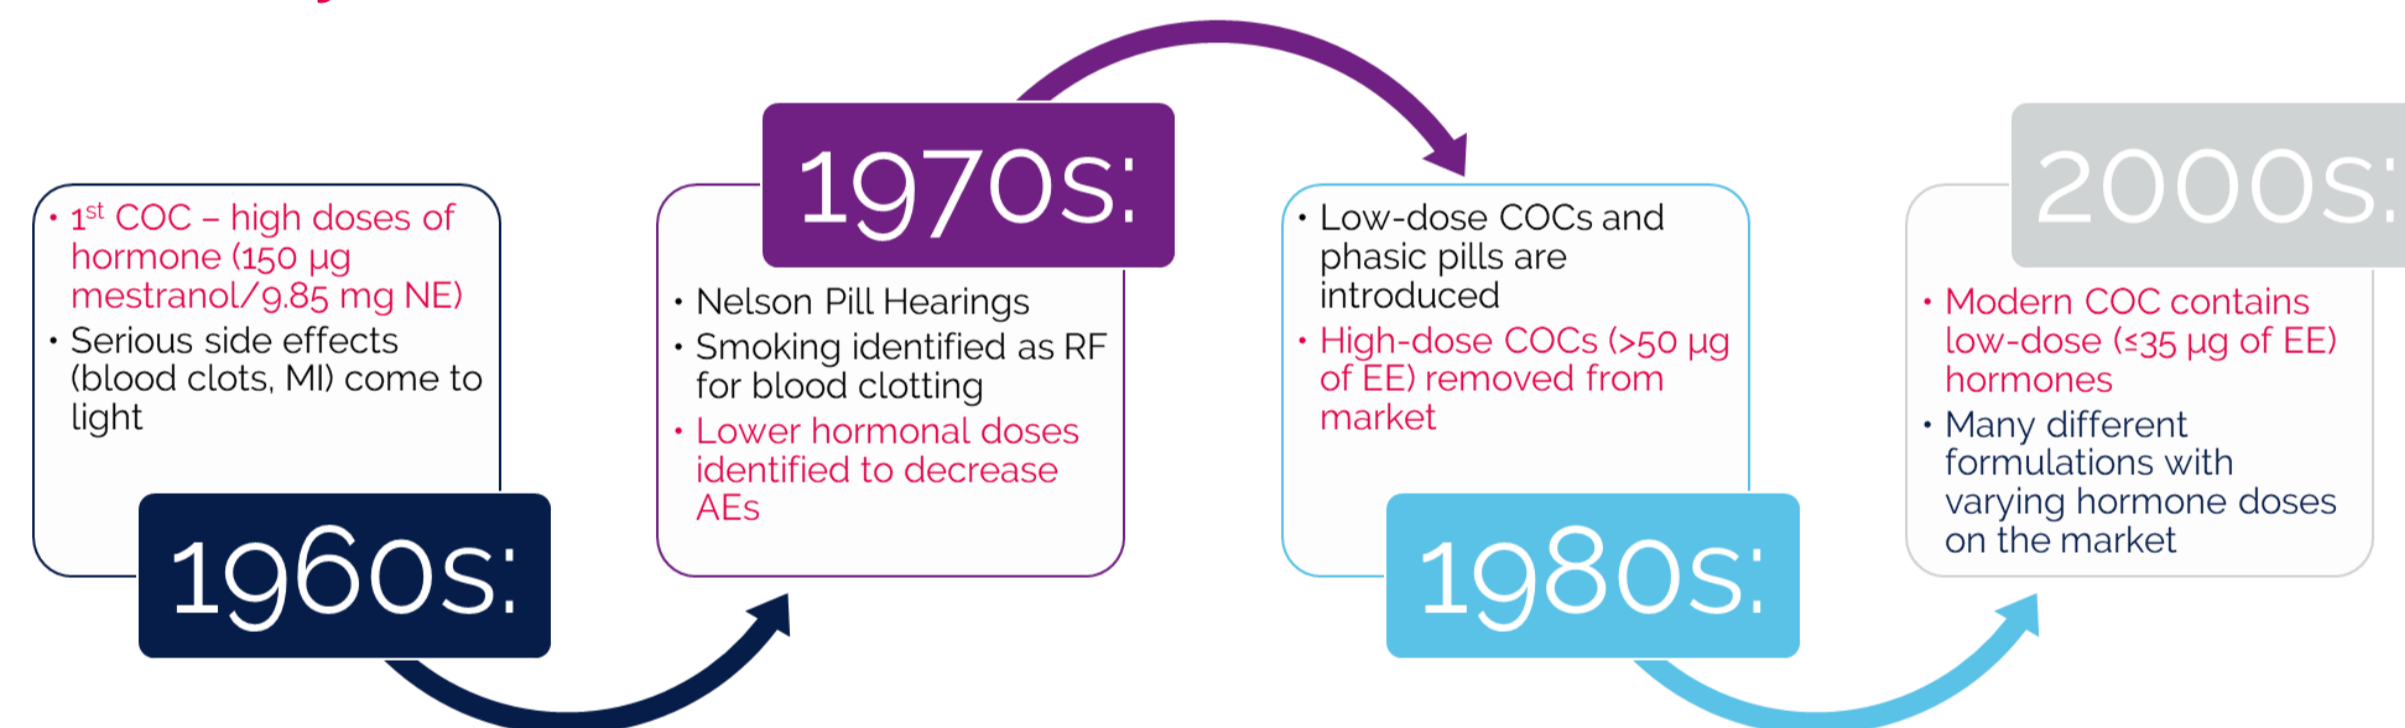 • 1st COC – high doses of
hormone (150 µg
mestranol/9.85 mg NE)
• Serious side effects
(blood clots, MI) come to
light
1960s:
1970s:
• Nelson Pill Hearings
• Smoking identified as RF
for blood clotting
• Lower hormonal doses
identified to decrease
AEs
• Low-dose COCs and
phasic pills are
introduced
• High-dose COCs (>50 µg
of EE) removed from
market
1980s:
2000s:
• Modern COC contains
low-dose (≤35 µg of EE)
hormones
• Many different
formulations with
varying hormone doses
on the market